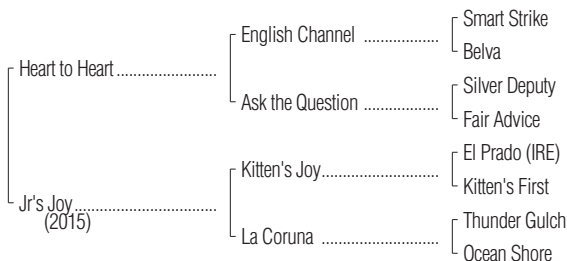 Smart Strike
English Channel ..................
Belva
Heart to Heart ........................
Silver Deputy
Ask the Question ..................
Fair Advice
El Prado (IRE)
Kitten's Joy............................
Kitten's First
Jr's Joy..................................
(2015)
Thunder Gulch
La Coruna ............................
Ocean Shore